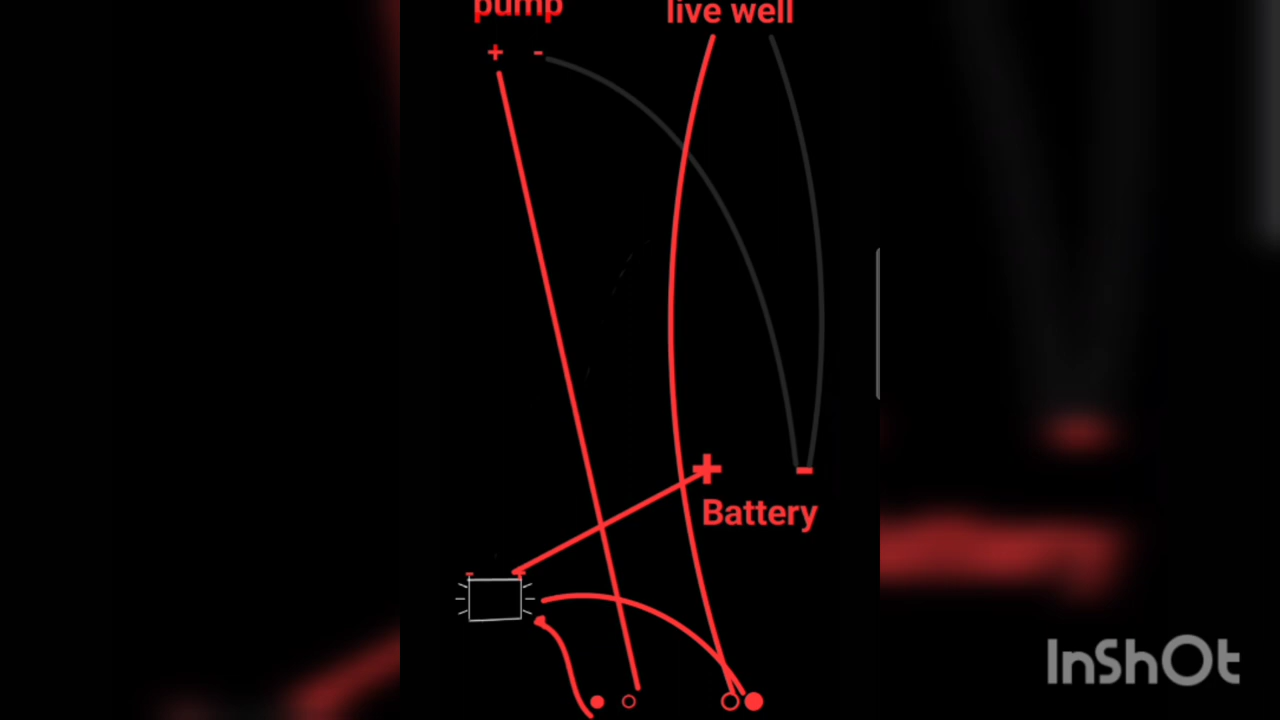 pump
live well
+ -
+ -
Battery
- +
InShOt